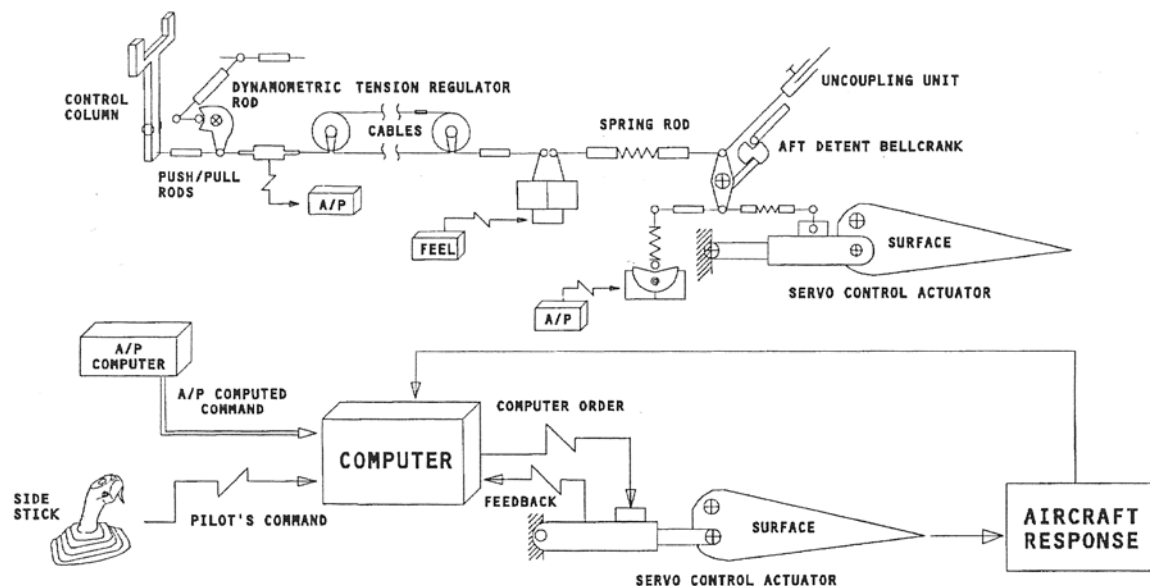 CONTROL
COLUMN
DYNAMOMETRIC
ROD
TENSION REGULATOR
CABLES
PUSH/PULL
RODS
A/P
FEEL
SPRING ROD
UNCOUPLING UNIT
AFT DETENT BELLCRANK
A/P
SURFACE
SERVO CONTROL ACTUATOR
A/P
COMPUTER
A/P COMPUTED
COMMAND
COMPUTER
COMPUTER ORDER
FEEDBACK
SIDE
STICK
PILOT'S COMMAND
SURFACE
SERVO CONTROL ACTUATOR
AIRCRAFT
RESPONSE